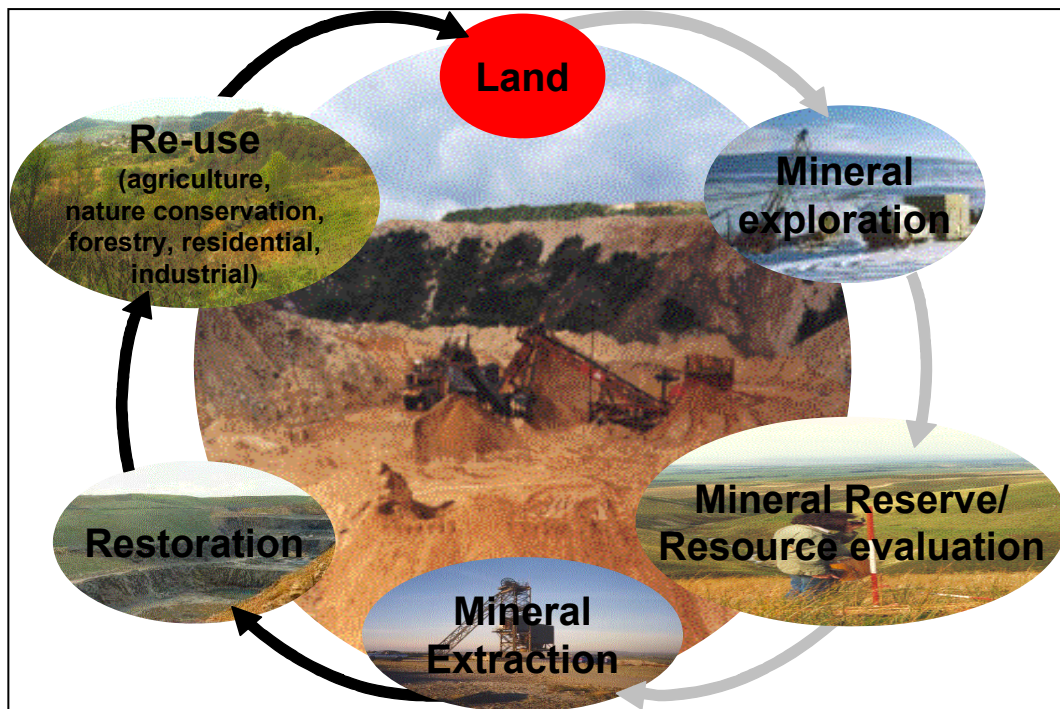 Land
Mineral
exploration
Mineral Reserve/
Resource evaluation
Mineral
Extraction
Restoration
Re-use
(agriculture,
nature conservation,
forestry, residential,
industrial)